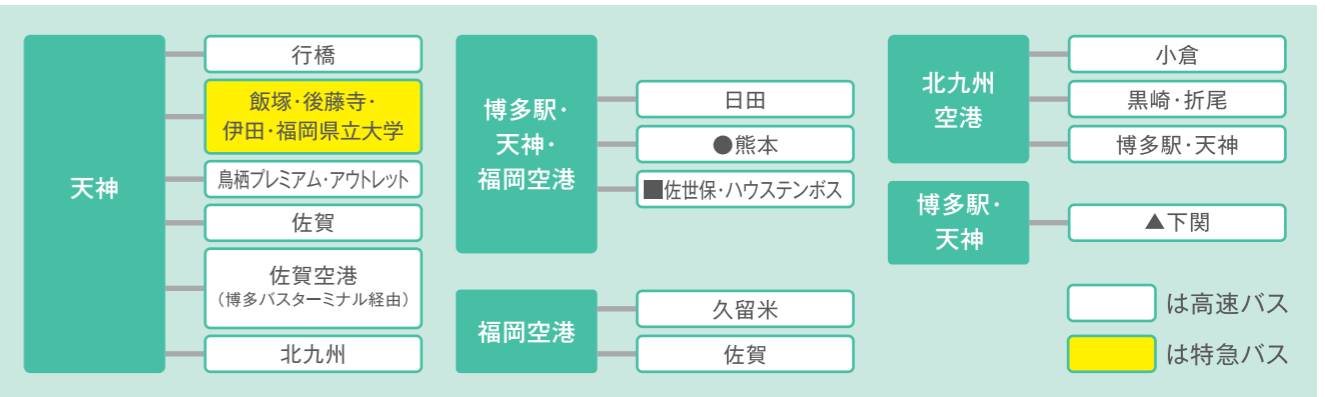 天神
行橋
飯塚・後藤寺・
伊田・福岡県立大学
鳥栖プレミアム・アウトレット
佐賀
佐賀空港
(博多バスターミナル経由)
北九州
博多駅・
天神・
福岡空港
日田
●熊本
■佐世保・ハウステンボス
福岡空港
久留米
佐賀
北九州
空港
小倉
黒崎・折尾
博多駅・天神
博多駅・
天神
▲下関
は高速バス
は特急バス